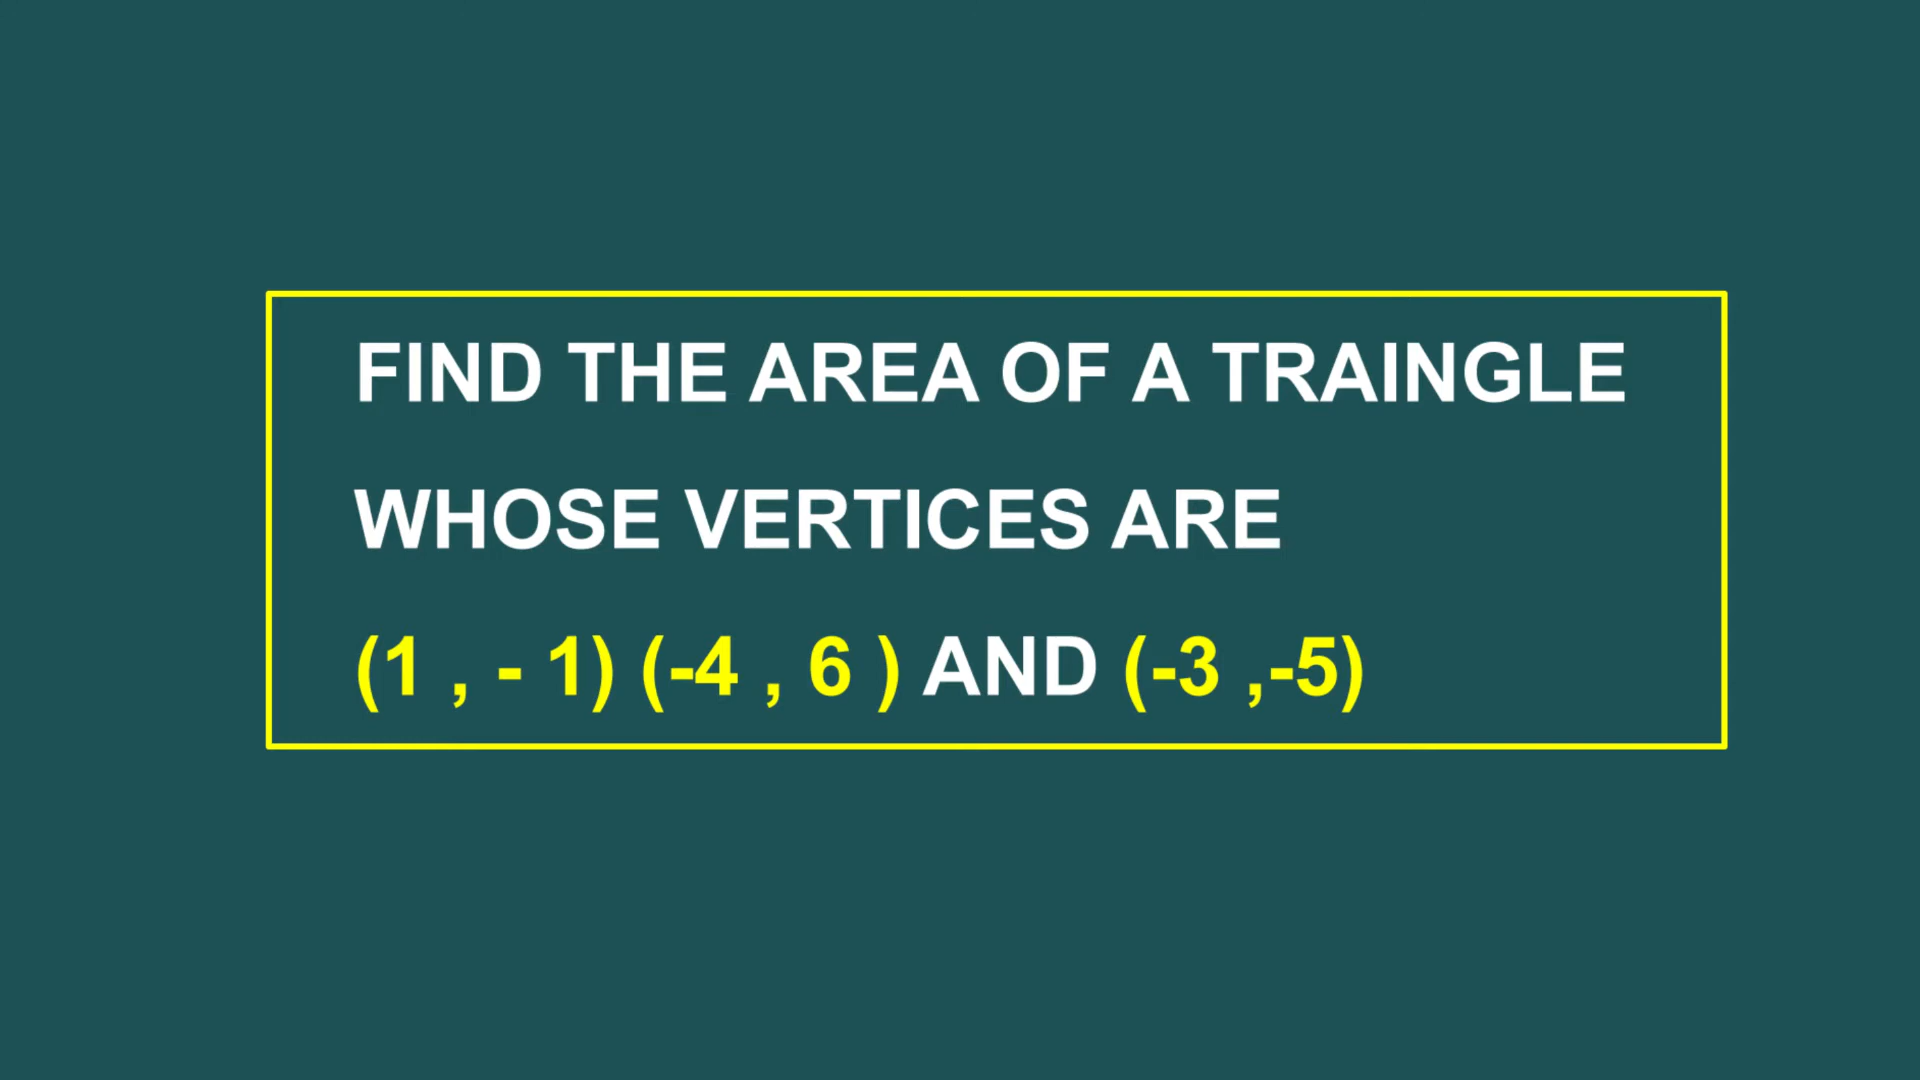 FIND THE AREA OF A TRAINGLE
WHOSE VERTICES ARE
(1 , - 1) (-4 , 6 ) AND (-3 ,-5)